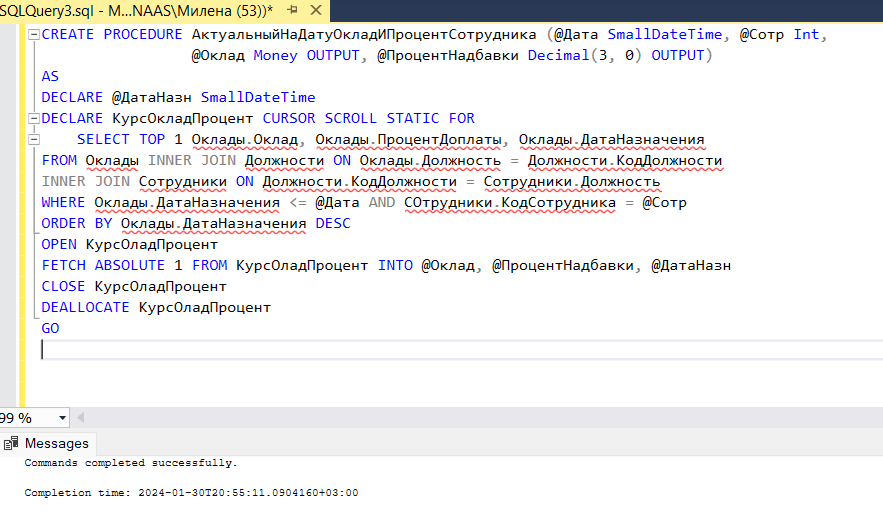 SQLQuery3.sql - M...NAAS\Милена (53))*
CREATE PROCEDURE АктуальныйНаДатуОкладИПроцентСотрудника (@Дата SmallDateTime, @Сотр Int,
@Оклад Money OUTPUT, @ПроцентНадбавки Decimal(3, 0) OUTPUT)
AS
DECLARE @ДатаНазн SmallDateTime
DECLARE КурсОкладПроцент CURSOR SCROLL STATIC FOR
SELECT TOP 1 Оклады.Оклад, Оклады.ПроцентДоплаты, Оклады.ДатаНазначения
FROM Оклады INNER JOIN Должности ON Оклады.Должность = Должности.КодДолжности
INNER JOIN Сотрудники ON Должности.КодДолжности = Сотрудники.Должность
WHERE Оклады.ДатаНазначения <= @Дата AND СОтрудники.КодСотрудника = @Сотр
ORDER BY Оклады.ДатаНазначения DESC
OPEN КурсОладПроцент
FETCH ABSOLUTE 1 FROM КурсОладПроцент INTO @Оклад, @ПроцентНадбавки, @ДатаНазн
CLOSE КурсОладПроцент
DEALLOCATE КурсОладПроцент
GO
99 %
Messages
Commands completed successfully.
Completion time: 2024-01-30T20:55:11.0904160+03:00